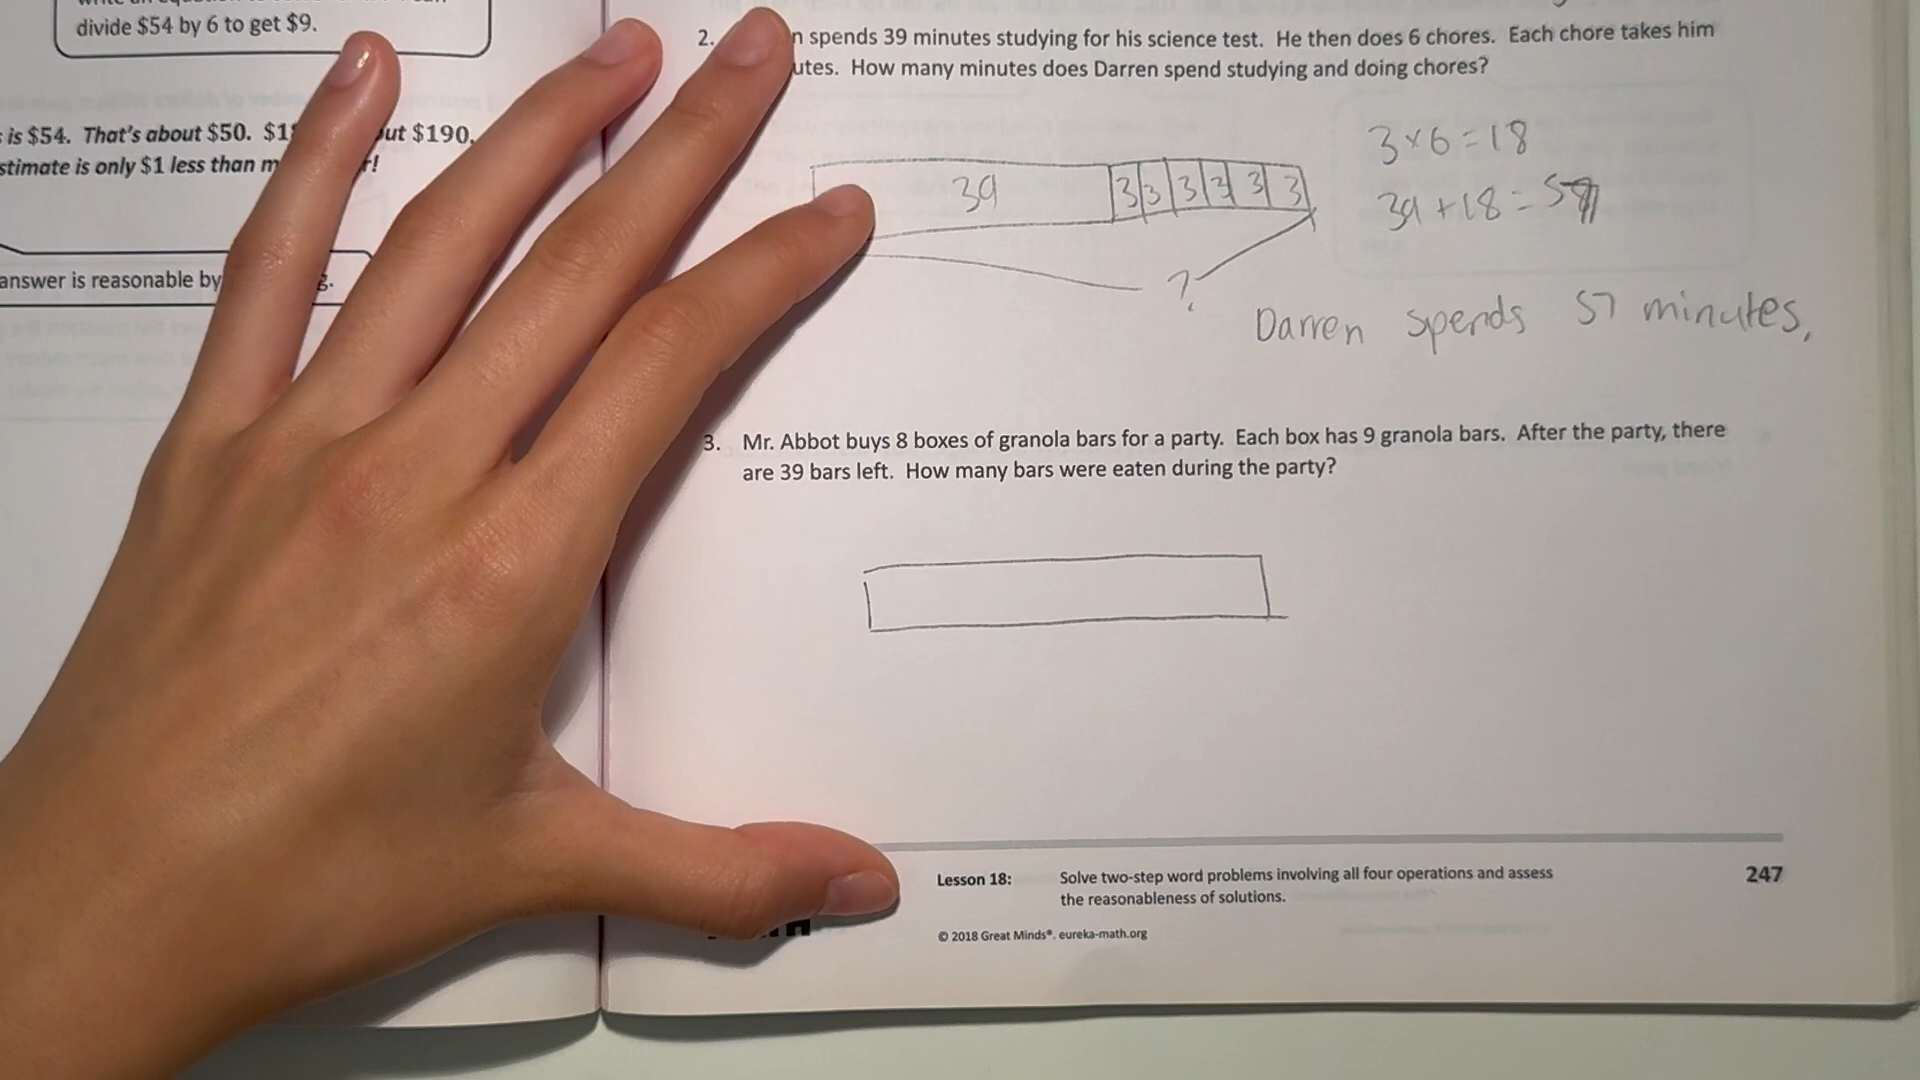 divide $54 by 6 to get $9.
is $54. That's about $50. $1 ut $190.
stimate is only $1 less than m r!
answer is reasonable by g.
2. n spends 39 minutes studying for his science test. He then does 6 chores. Each chore takes him
utes. How many minutes does Darren spend studying and doing chores?
39 3 3 3 3 3 3
?
3 × 6 = 18
39 + 18 = 57
Darren spends 57 minutes.
3. Mr. Abbot buys 8 boxes of granola bars for a party. Each box has 9 granola bars. After the party, there
are 39 bars left. How many bars were eaten during the party?
Lesson 18: Solve two-step word problems involving all four operations and assess
the reasonableness of solutions.
247
© 2018 Great Minds®. eureka-math.org